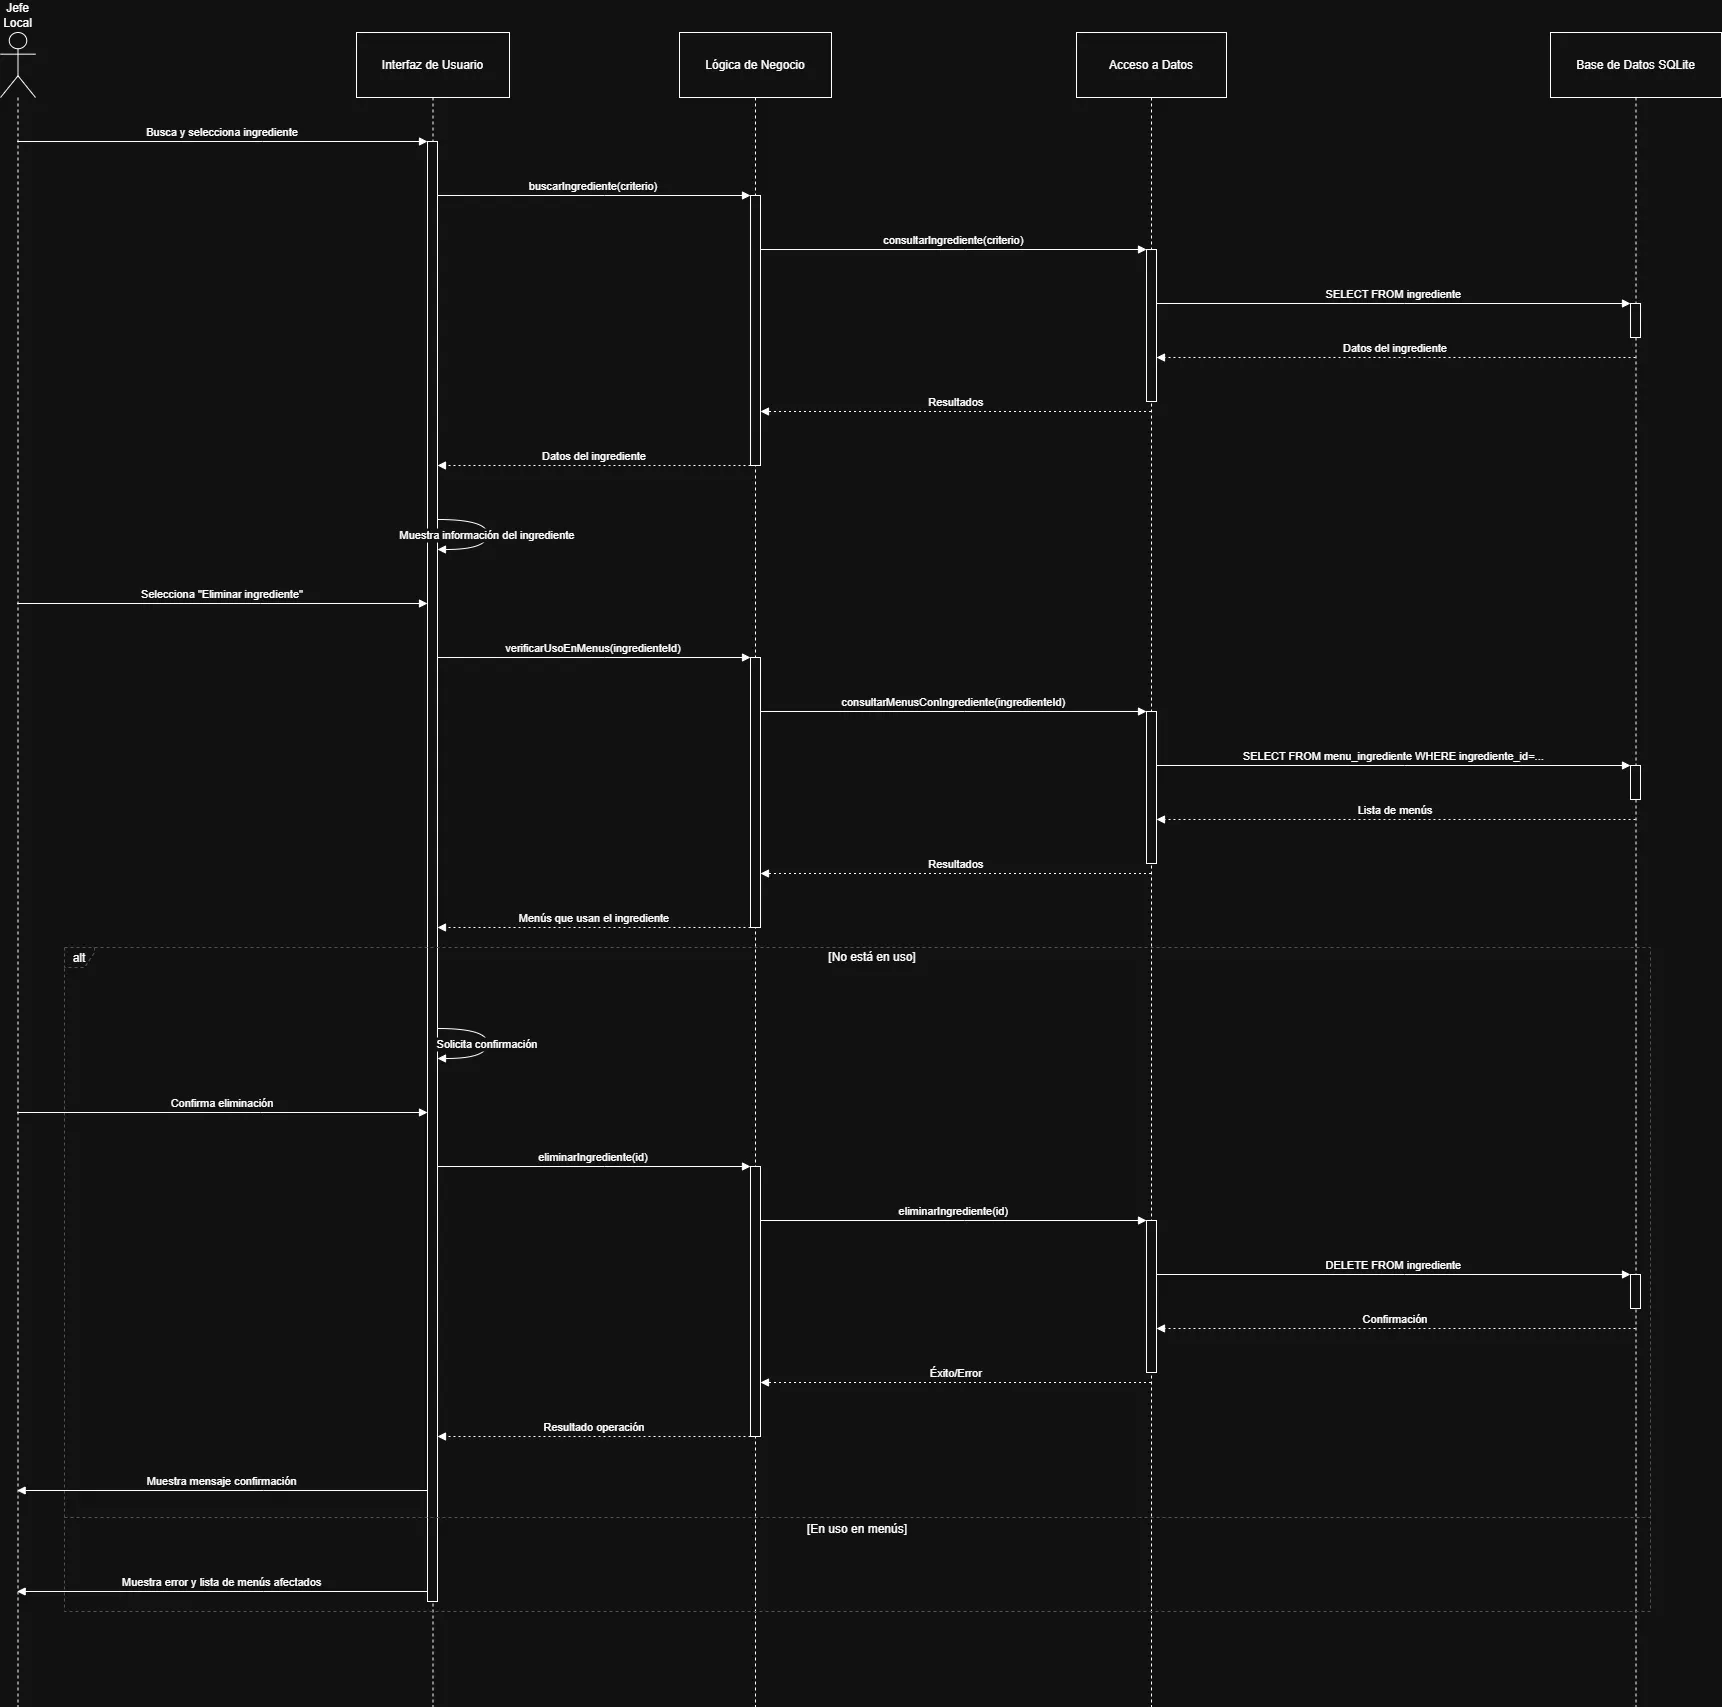 Jefe
Local
Interfaz de Usuario
Lógica de Negocio
Acceso a Datos
Base de Datos SQLite
Busca y selecciona ingrediente
buscarIngrediente(criterio)
consultarIngrediente(criterio)
SELECT FROM ingrediente
Datos del ingrediente
Resultados
Datos del ingrediente
Muestra información del ingrediente
Selecciona "Eliminar ingrediente"
verificarUsoEnMenus(ingredienteId)
consultarMenusConIngrediente(ingredienteId)
SELECT FROM menu_ingrediente WHERE ingrediente_id=...
Lista de menús
Resultados
Menús que usan el ingrediente
alt
[No está en uso]
Solicita confirmación
Confirma eliminación
eliminarIngrediente(id)
eliminarIngrediente(id)
DELETE FROM ingrediente
Confirmación
Éxito/Error
Resultado operación
Muestra mensaje confirmación
[En uso en menús]
Muestra error y lista de menús afectados